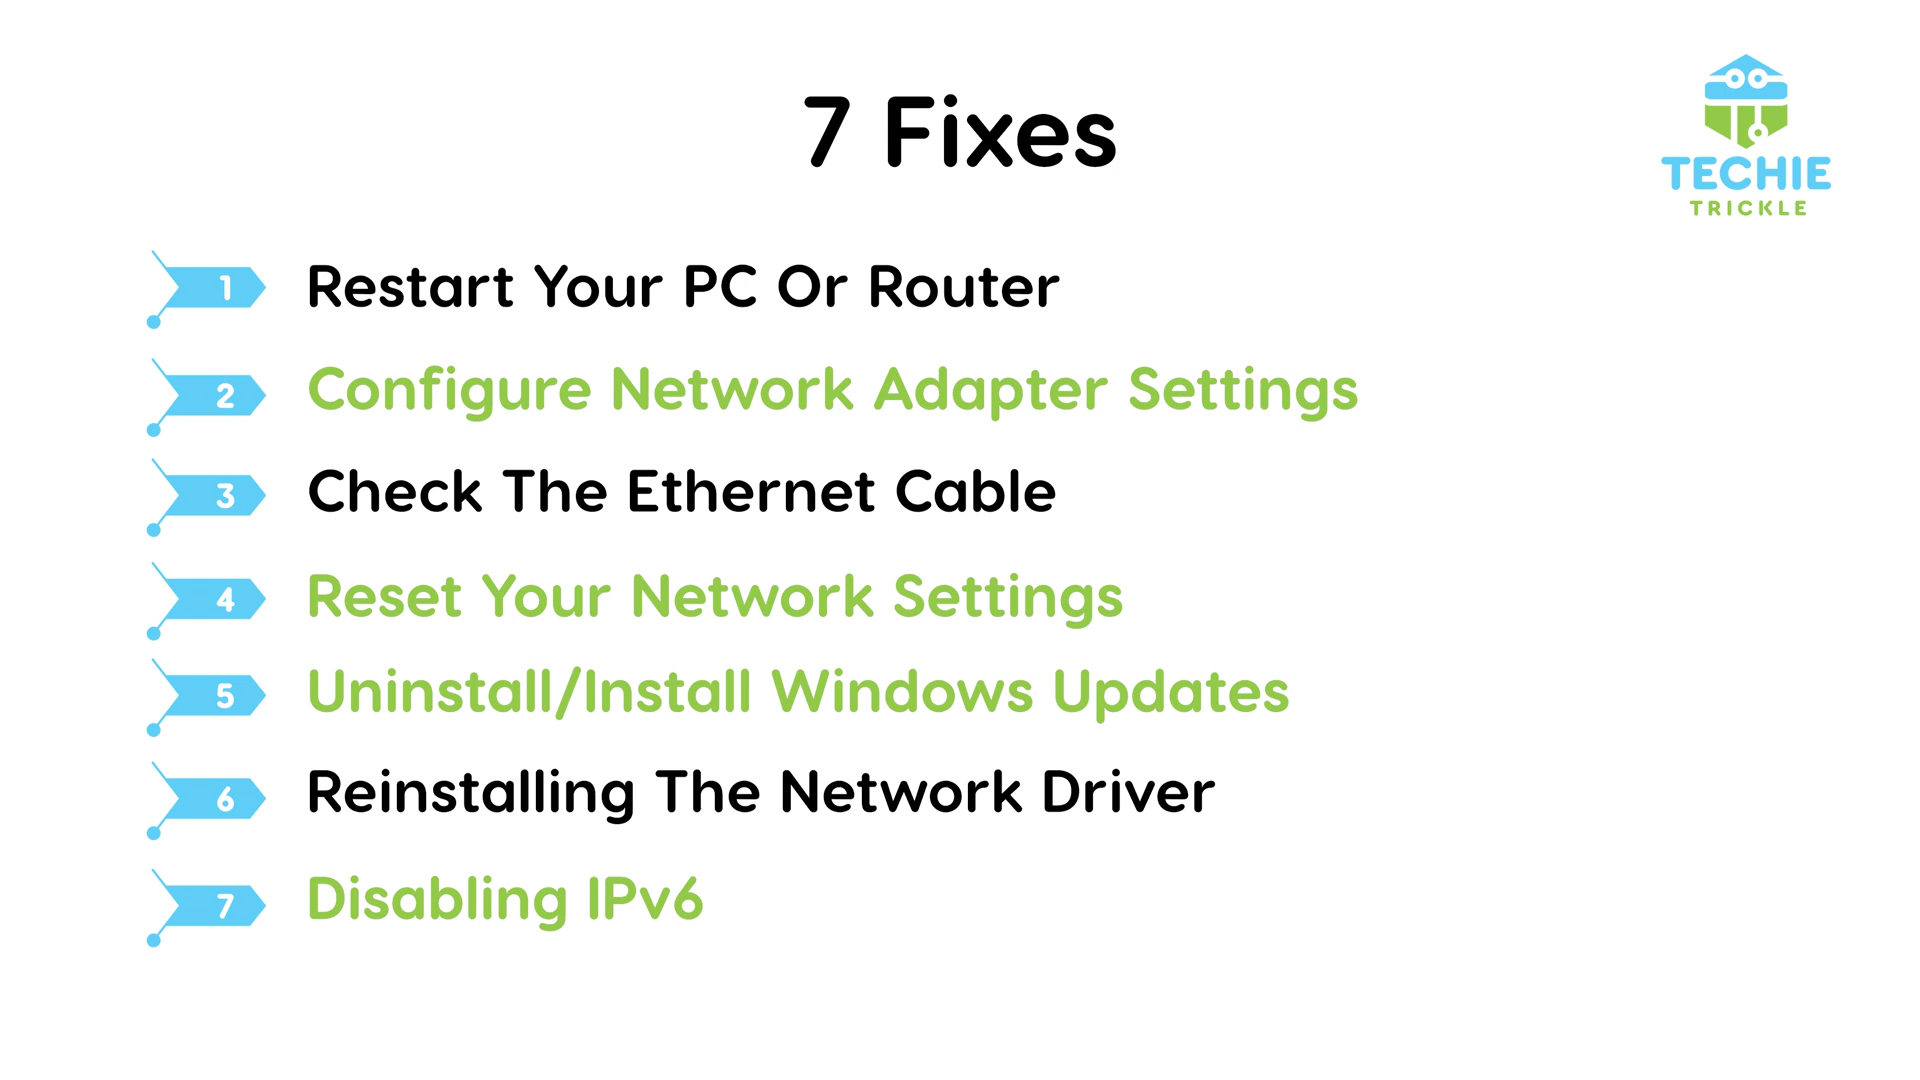 7 Fixes
TECHIE
TRICKLE
1 Restart Your PC Or Router
2 Configure Network Adapter Settings
3 Check The Ethernet Cable
4 Reset Your Network Settings
5 Uninstall/Install Windows Updates
6 Reinstalling The Network Driver
7 Disabling IPv6